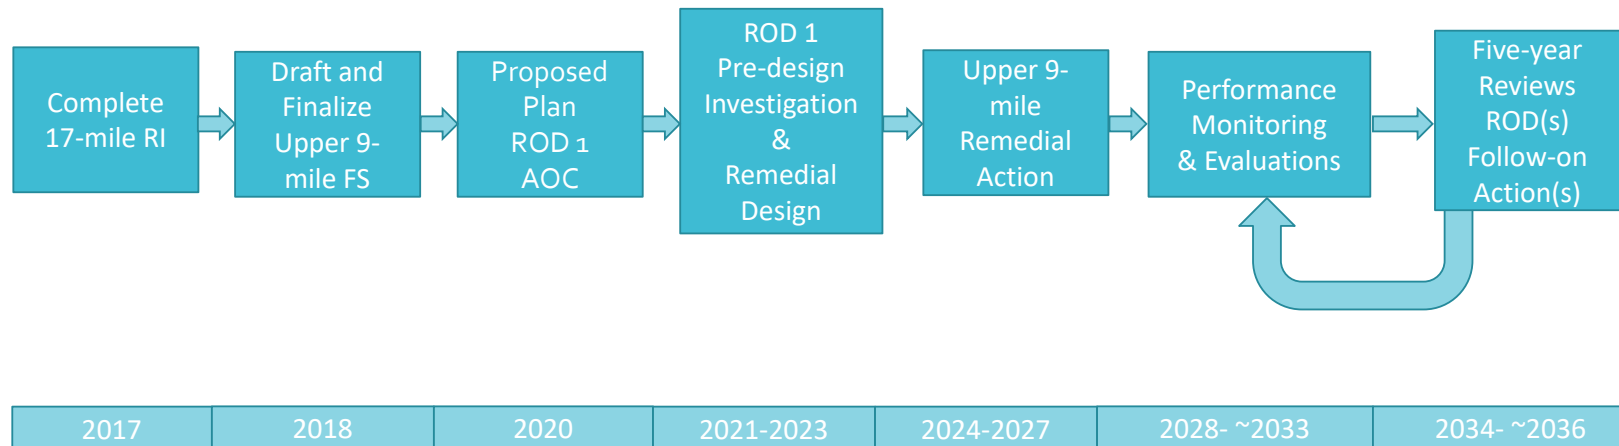 Complete
17-mile RI
Draft and
Finalize
Upper 9-
mile FS
Proposed
Plan
ROD 1
AOC
ROD 1
Pre-design
Investigation
&
Remedial
Design
Upper 9-
mile
Remedial
Action
Performance
Monitoring
& Evaluations
Five-year
Reviews
ROD(s)
Follow-on
Action(s)
2017 2018 2020 2021-2023 2024-2027 2028- ~2033 2034- ~2036